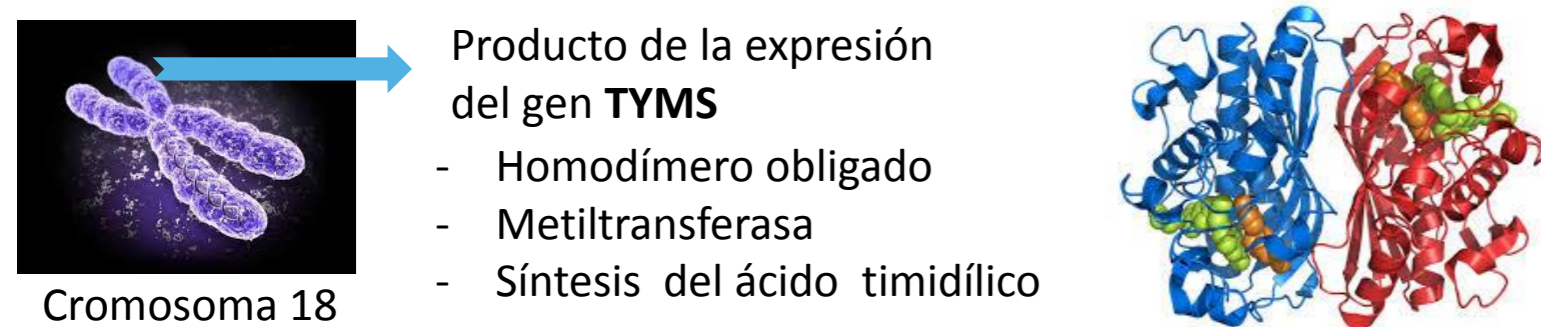 Producto de la expresión
del gen TYMS
- Homodímero obligado
- Metiltransferasa
- Síntesis del ácido timidílico
Cromosoma 18